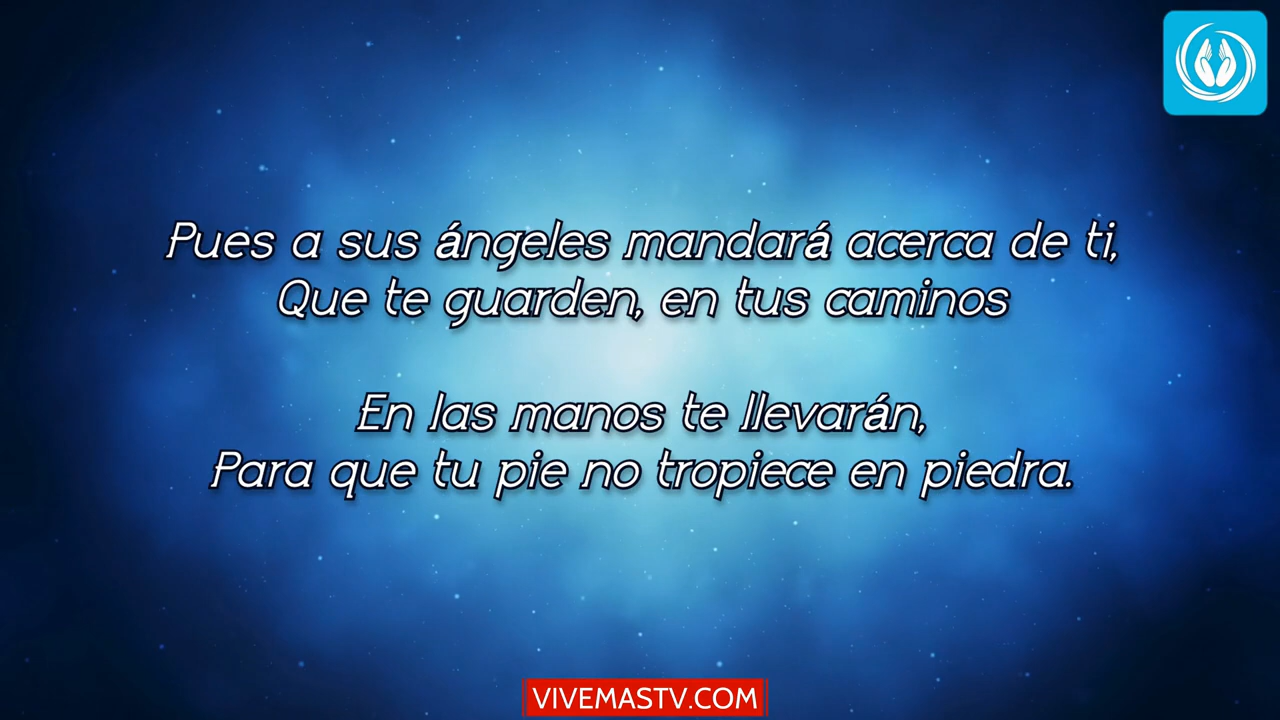 Pues a sus ángeles mandará acerca de ti,
Que te guarden, en tus caminos
En las manos te llevarán,
Para que tu pie no tropiece en piedra.
VIVEMASTV.COM